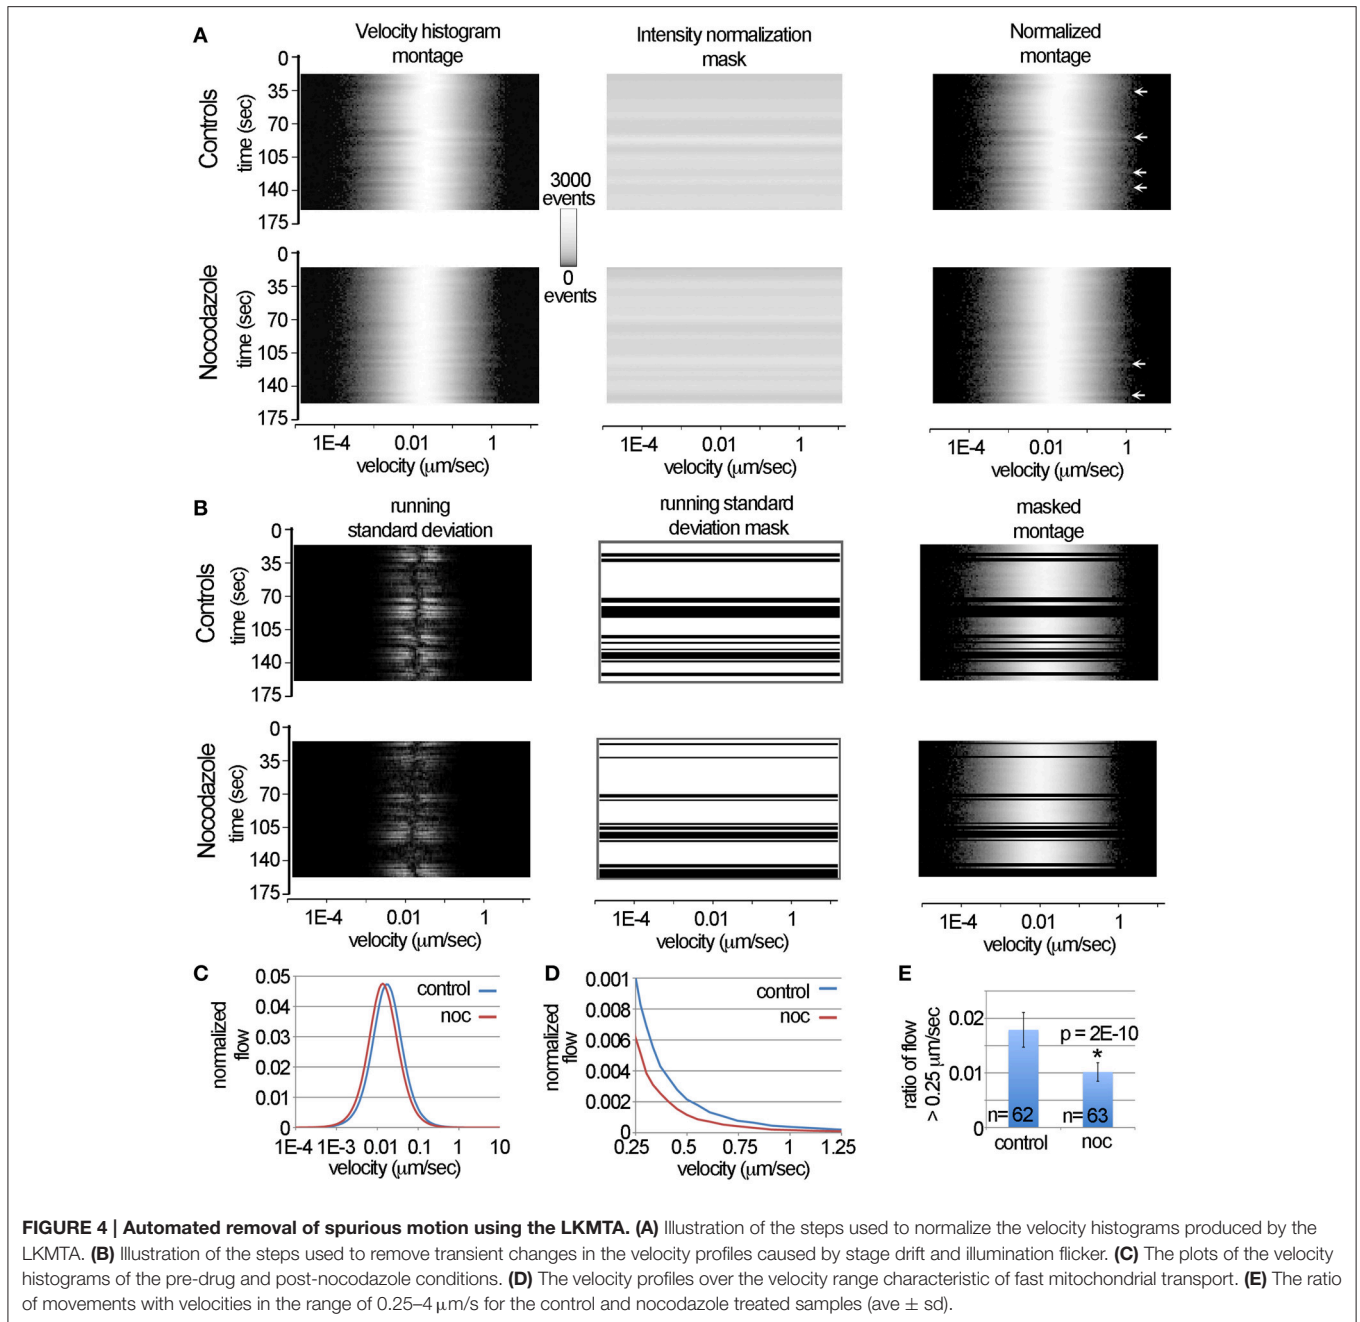 A
Velocity histogram
montage
Intensity normalization
mask
Normalized
montage
Controls
time (sec)
0
35
70
105
140
175
3000
events
0
events
Nocodazole
time (sec)
0
35
70
105
140
175
1E-4 0.01 1
velocity (μm/sec)
1E-4 0.01 1
velocity (μm/sec)
1E-4 0.01 1
velocity (μm/sec)
B
running
standard deviation
running standard
deviation mask
masked
montage
Controls
time (sec)
0
35
70
105
140
175
Nocodazole
time (sec)
0
35
70
105
140
175
1E-4 0.01 1
velocity (μm/sec)
1E-4 0.01 1
velocity (μm/sec)
1E-4 0.01 1
velocity (μm/sec)
C
normalized
flow
0.05
0.04
0.03
0.02
0.01
0
control
noc
1E-4 1E-3 0.01 0.1 1 10
velocity (μm/sec)
D
normalized
flow
0.001
0.008
0.006
0.004
0.002
0
control
noc
0.25 0.5 0.75 1 1.25
velocity (μm/sec)
E
ratio of flow
> 0.25 μm/sec
0.02
0.01
0
p = 2E-10
*
n= 62
n= 63
control
noc
FIGURE 4 | Automated removal of spurious motion using the LKMTA. (A) Illustration of the steps used to normalize the velocity histograms produced by the
LKMTA. (B) Illustration of the steps used to remove transient changes in the velocity profiles caused by stage drift and illumination flicker. (C) The plots of the velocity
histograms of the pre-drug and post-nocodazole conditions. (D) The velocity profiles over the velocity range characteristic of fast mitochondrial transport. (E) The ratio
of movements with velocities in the range of 0.25–4 μm/s for the control and nocodazole treated samples (ave ± sd).